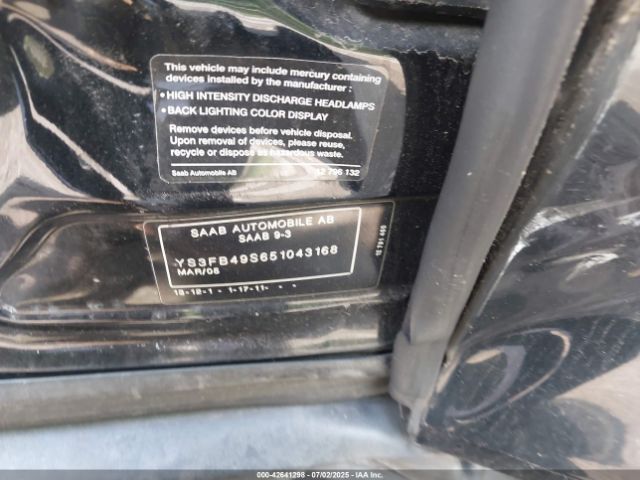 This vehicle may include mercury containing
devices installed by the manufacturer :
• HIGH INTENSITY DISCHARGE HEADLAMPS
• BACK LIGHTING COLOR DISPLAY
Remove devices before vehicle disposal.
Upon removal of devices, please reuse,
recycle or dispose as hazardous waste.
Saab Automobile AB 12 796 132
SAAB AUTOMOBILE AB
SAAB 9-3
YS3FB49S651043168
MAR/05
000-42641298 - 07/02/2025 - IAA Inc.